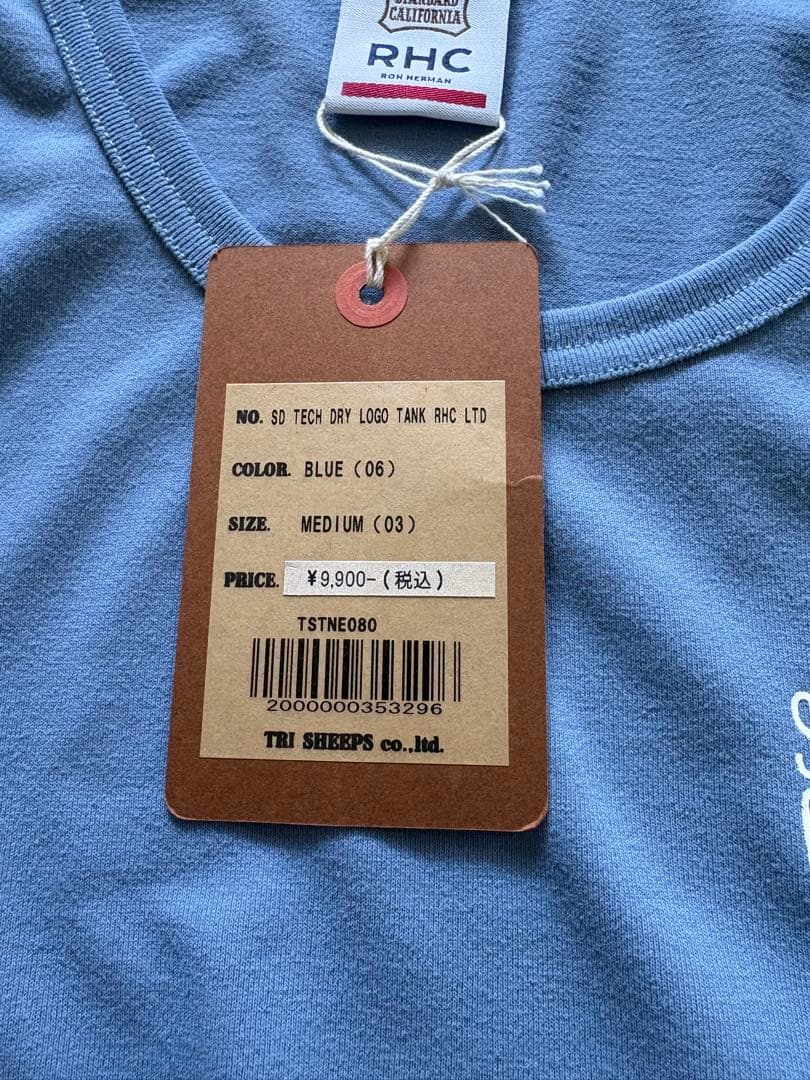 STANDARD
CALIFORNIA
RHC
RON HERMAN
NO. SD TECH DRY LOGO TANK RHC LTD
COLOR. BLUE (06)
SIZE. MEDIUM (03)
PRICE. ¥9,900-(税込)
TSTNE080
2000000353296
TRI SHEEPS co.,ltd.